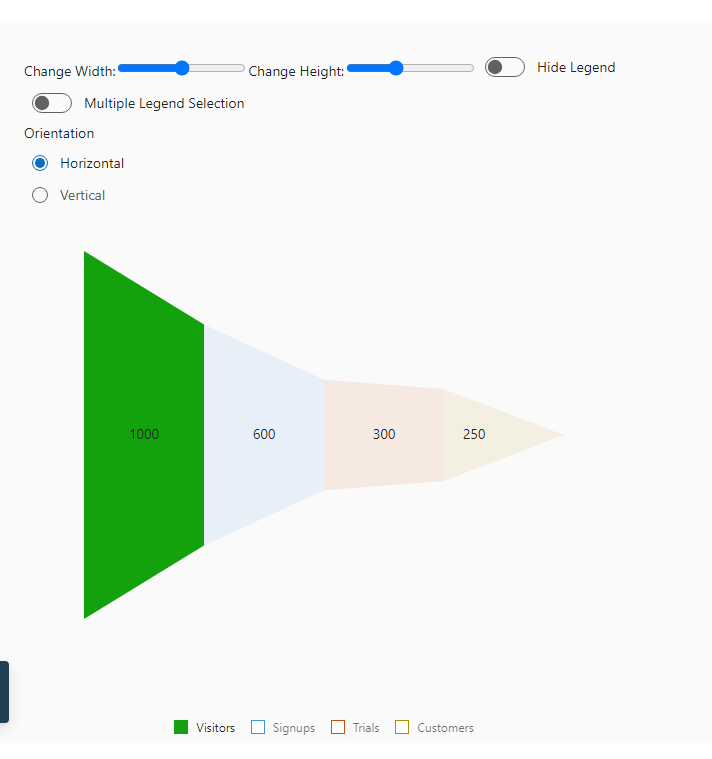 Change Width: Change Height: Hide Legend
Multiple Legend Selection
Orientation
Horizontal
Vertical
1000 600 300 250
Visitors Signups Trials Customers